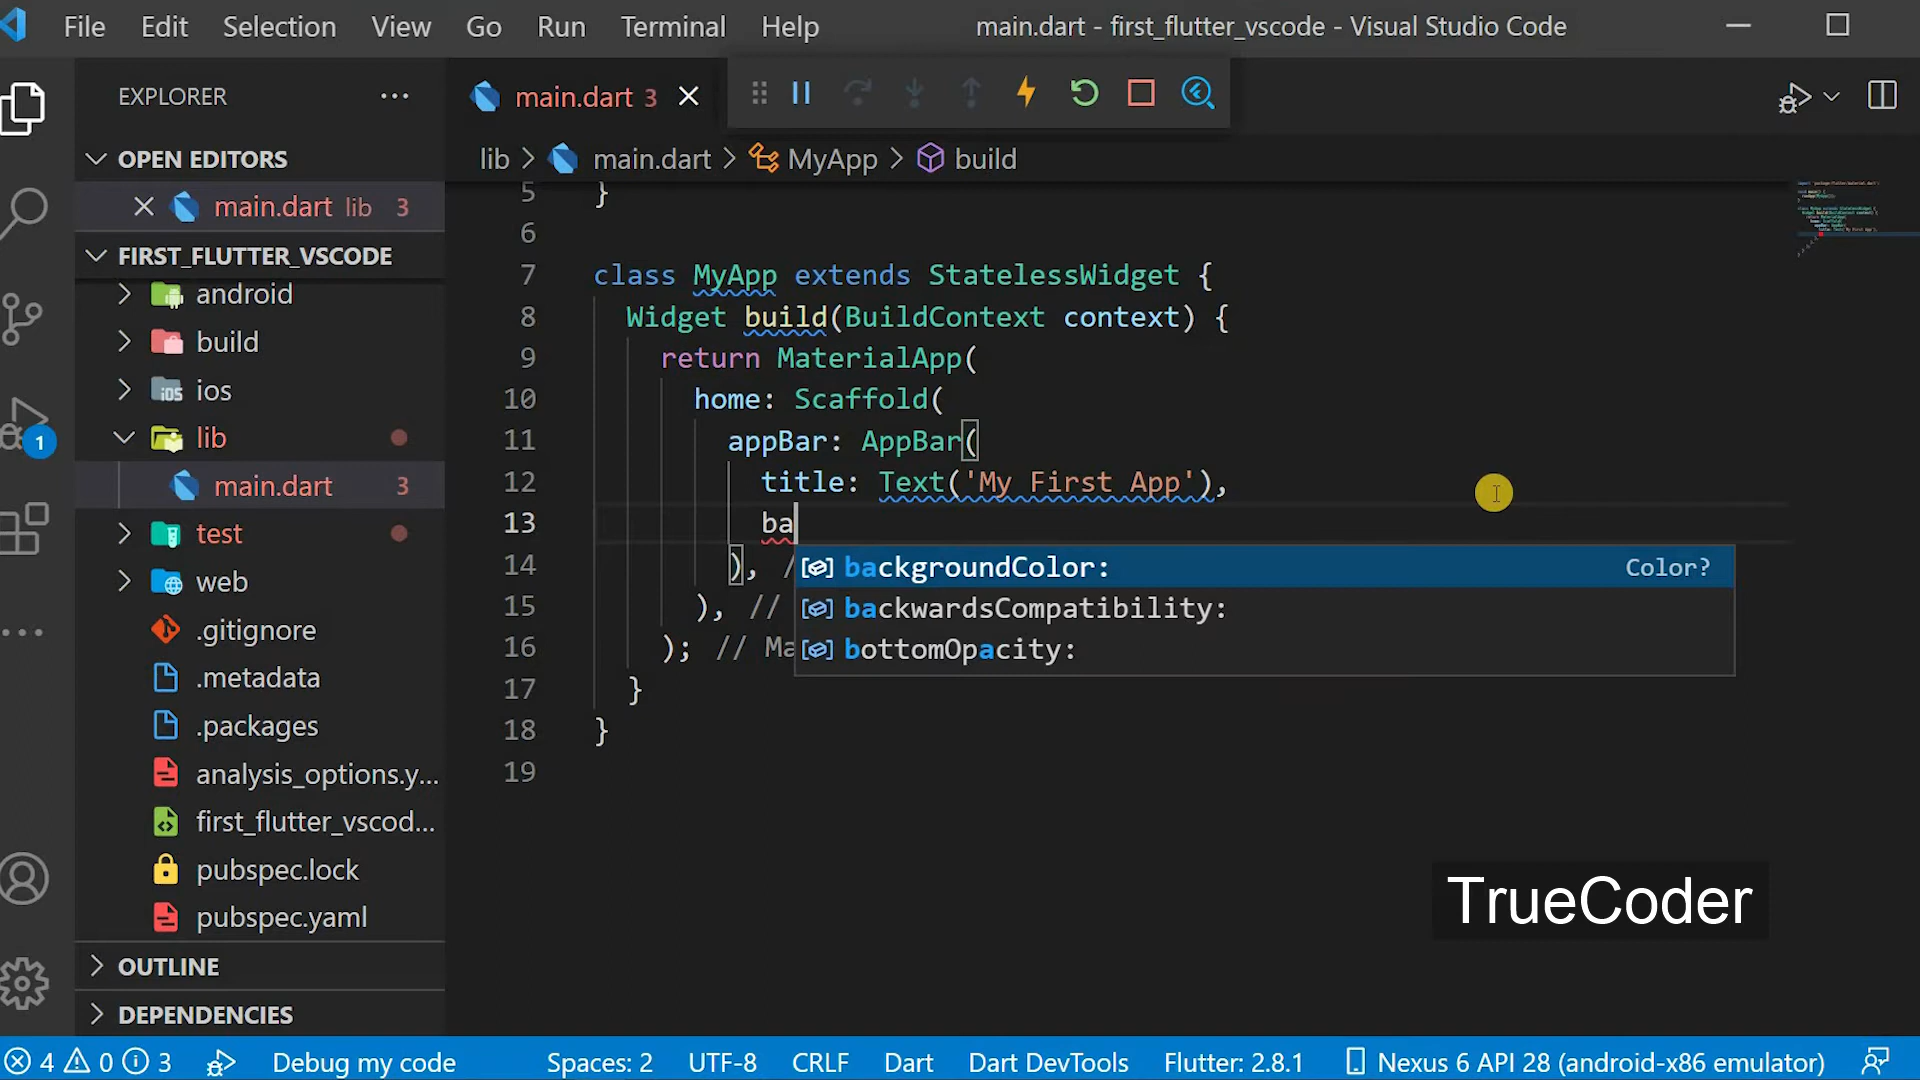 File Edit Selection View Go Run Terminal Help main.dart - first_flutter_vscode - Visual Studio Code
EXPLORER ...
main.dart 3
OPEN EDITORS
main.dart lib 3
FIRST_FLUTTER_VSCODE
android
build
ios
iOS
lib
main.dart 3
test
web
.gitignore
.metadata
.packages
analysis_options.y...
first_flutter_vscod...
pubspec.lock
pubspec.yaml
OUTLINE
DEPENDENCIES
1
lib > main.dart > MyApp > build
5 }
6
7 class MyApp extends StatelessWidget {
8 Widget build(BuildContext context) {
9 return MaterialApp(
10 home: Scaffold(
11 appBar: AppBar(
12 title: Text('My First App'),
13 ba
14 ), /
15 ), //
16 ); // Ma
17 }
18 }
19
backgroundColor: Color?
backwardsCompatibility:
bottomOpacity:
TrueCoder
4 0 3 Debug my code Spaces: 2 UTF-8 CRLF Dart Dart DevTools Flutter: 2.8.1 Nexus 6 API 28 (android-x86 emulator)